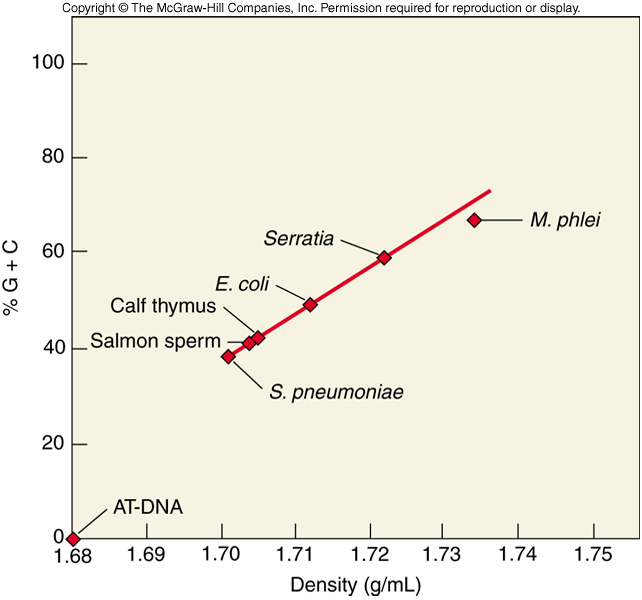 Copyright © The McGraw-Hill Companies, Inc. Permission required for reproduction or display.
100
80
60
40
20
0
% G + C
M. phlei
Serratia
E. coli
Calf thymus
Salmon sperm
S. pneumoniae
AT-DNA
1.68 1.69 1.70 1.71 1.72 1.73 1.74 1.75
Density (g/mL)